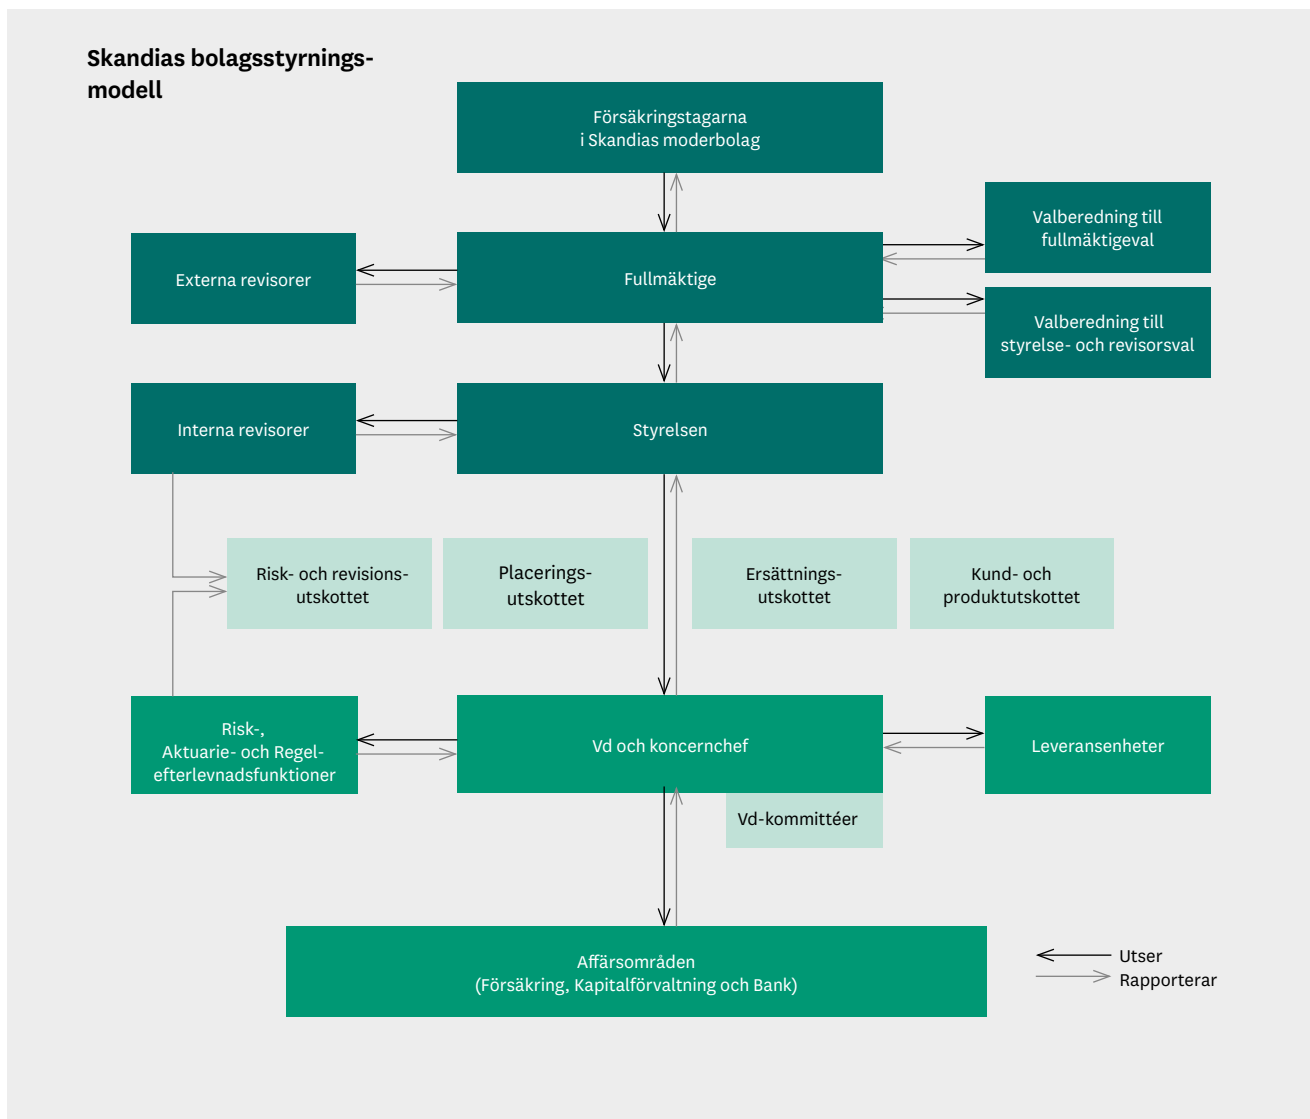 Skandias bolagsstyrnings-
modell
Försäkringstagarna
i Skandias moderbolag
Valberedning till
fullmäktigeval
Externa revisorer
Fullmäktige
Valberedning till
styrelse- och revisorsval
Interna revisorer
Styrelsen
Risk- och revisions-
utskottet
Placerings-
utskottet
Ersättnings-
utskottet
Kund- och
produktutskottet
Risk-,
Aktuarie- och Regel-
efterlevnadsfunktioner
Vd och koncernchef
Leveransenheter
Vd-kommittéer
Affärsområden
(Försäkring, Kapitalförvaltning och Bank)
Utser
Rapporterar